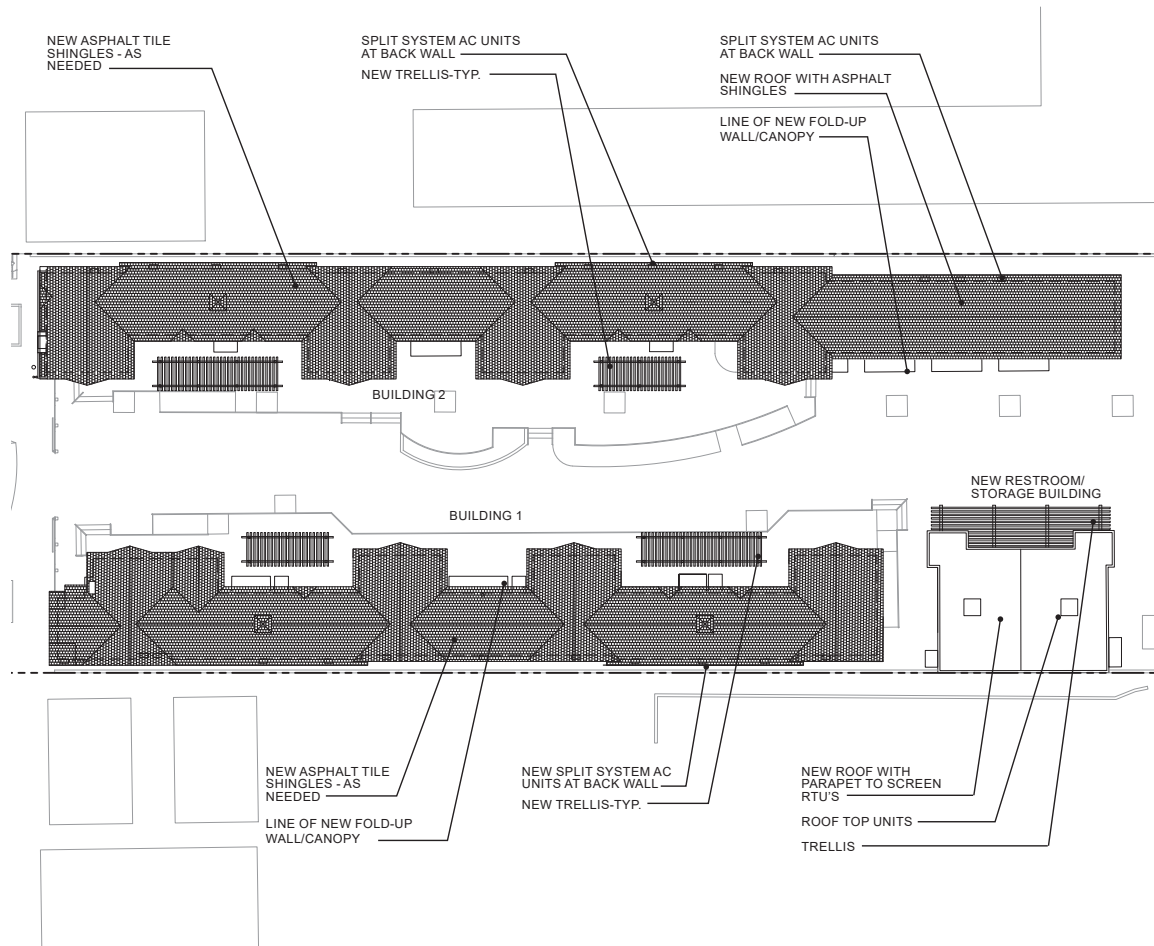 NEW ASPHALT TILE
SHINGLES - AS
NEEDED
SPLIT SYSTEM AC UNITS
AT BACK WALL
NEW TRELLIS-TYP.
SPLIT SYSTEM AC UNITS
AT BACK WALL
NEW ROOF WITH ASPHALT
SHINGLES
LINE OF NEW FOLD-UP
WALL/CANOPY
BUILDING 2
BUILDING 1
NEW RESTROOM/
STORAGE BUILDING
NEW ASPHALT TILE
SHINGLES - AS
NEEDED
LINE OF NEW FOLD-UP
WALL/CANOPY
NEW SPLIT SYSTEM AC
UNITS AT BACK WALL
NEW TRELLIS-TYP.
NEW ROOF WITH
PARAPET TO SCREEN
RTU'S
ROOF TOP UNITS
TRELLIS